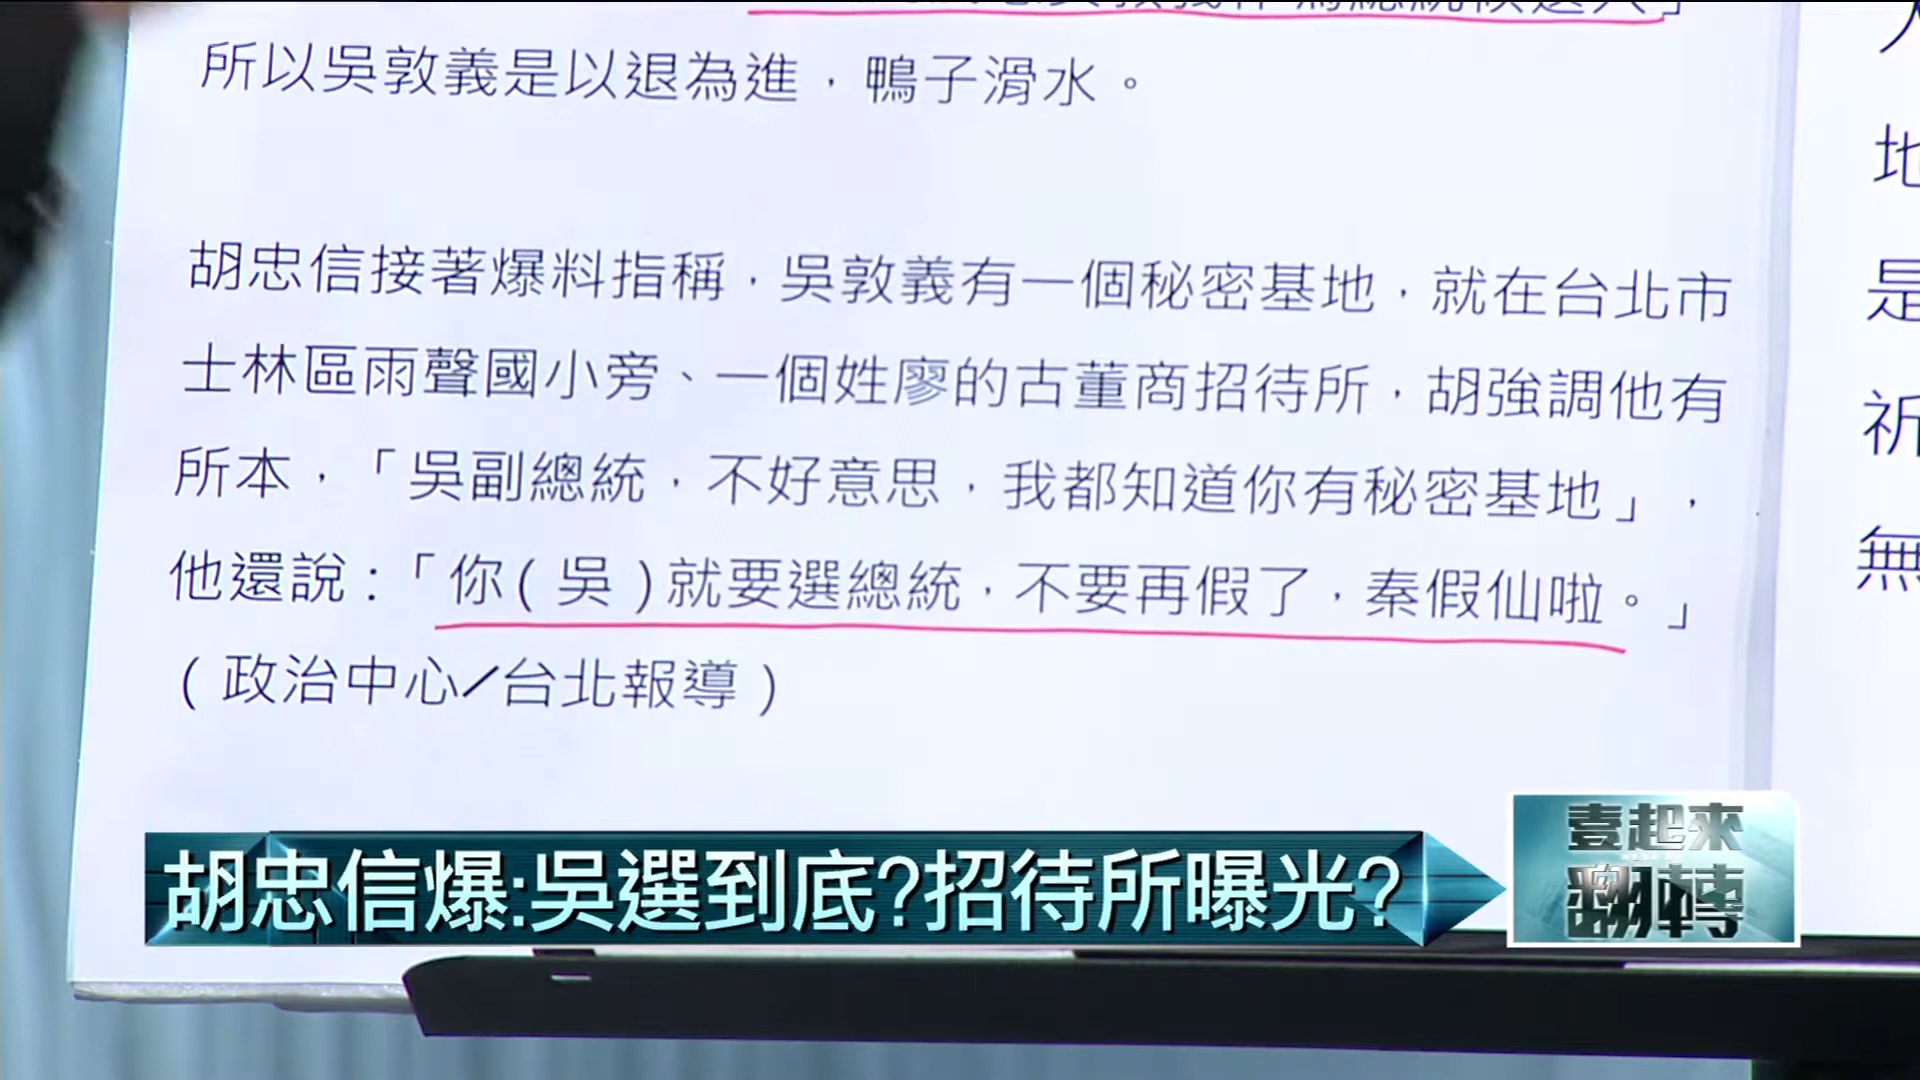 所以吳敦義是以退為進，鴨子滑水。
胡忠信接著爆料指稱，吳敦義有一個秘密基地，就在台北市
士林區雨聲國小旁、一個姓廖的古董商招待所，胡強調他有
所本，「吳副總統，不好意思，我都知道你有秘密基地」，
他還說：「你(吳)就要選總統，不要再假了，秦假仙啦。」
(政治中心/台北報導)
地
是
祈
無
胡忠信爆:吳選到底?招待所曝光?
壹起來
翻轉